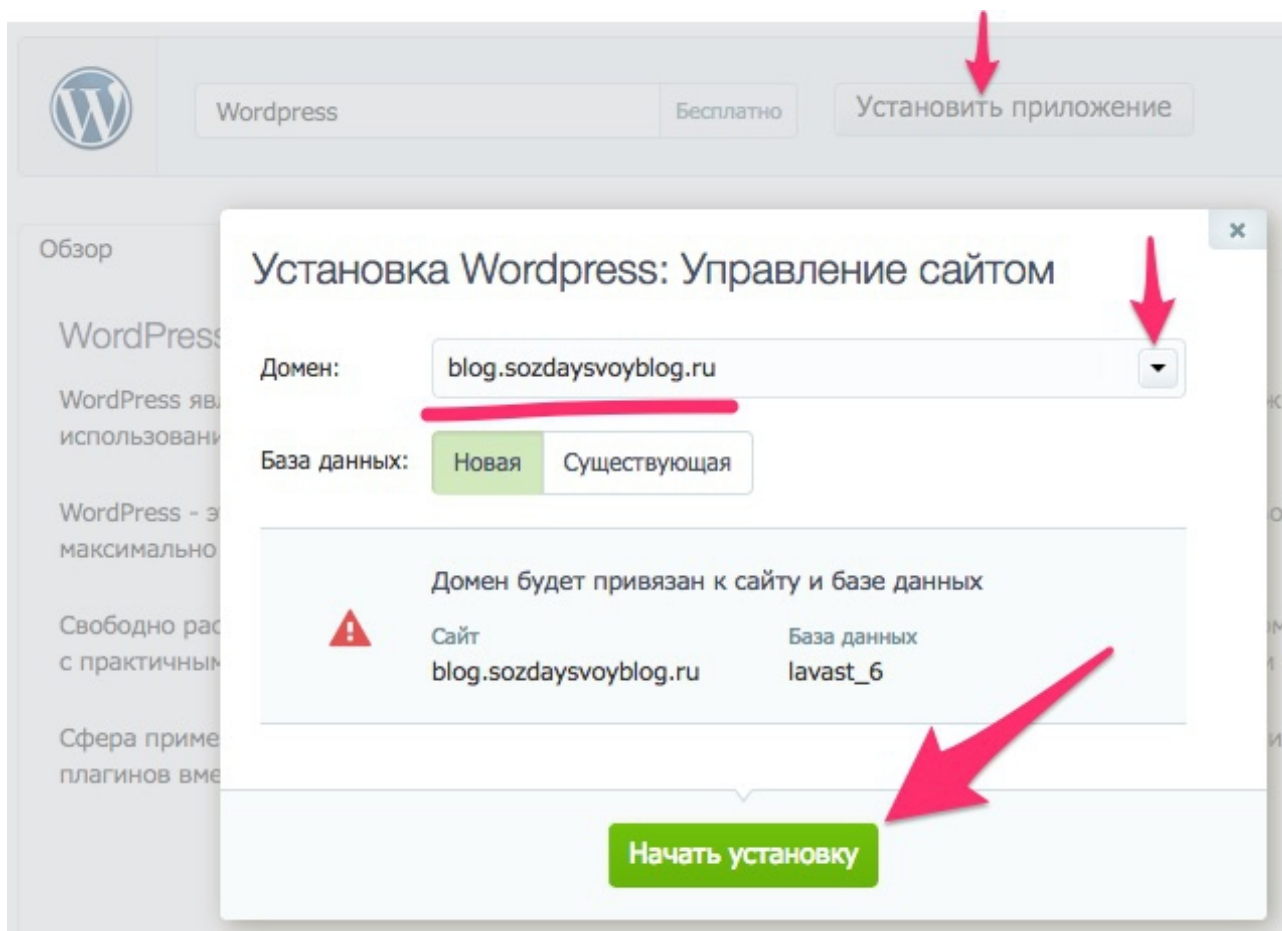 Wordpress
Бесплатно
Установить приложение
Обзор
Установка Wordpress: Управление сайтом
WordPress
Домен:
blog.sozdaysvoyblog.ru
WordPress
База данных:
Новая
Существующая
WordPress - э
максимально
Домен будет привязан к сайту и базе данных
Свободно рас
Сайт
База данных
с практичным
blog.sozdaysvoyblog.ru
lavast_6
Сфера приме
плагинов вме
Начать установку